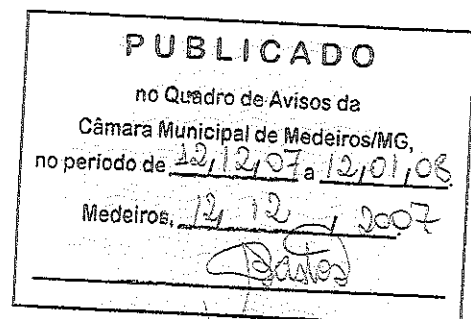 PUBLICADO
no Quadro de Avisos da
Câmara Municipal de Medeiros/MG,
no período de 12/12/07 a 12/01/08.
Medeiros, 12 12 / 2007
Bastos